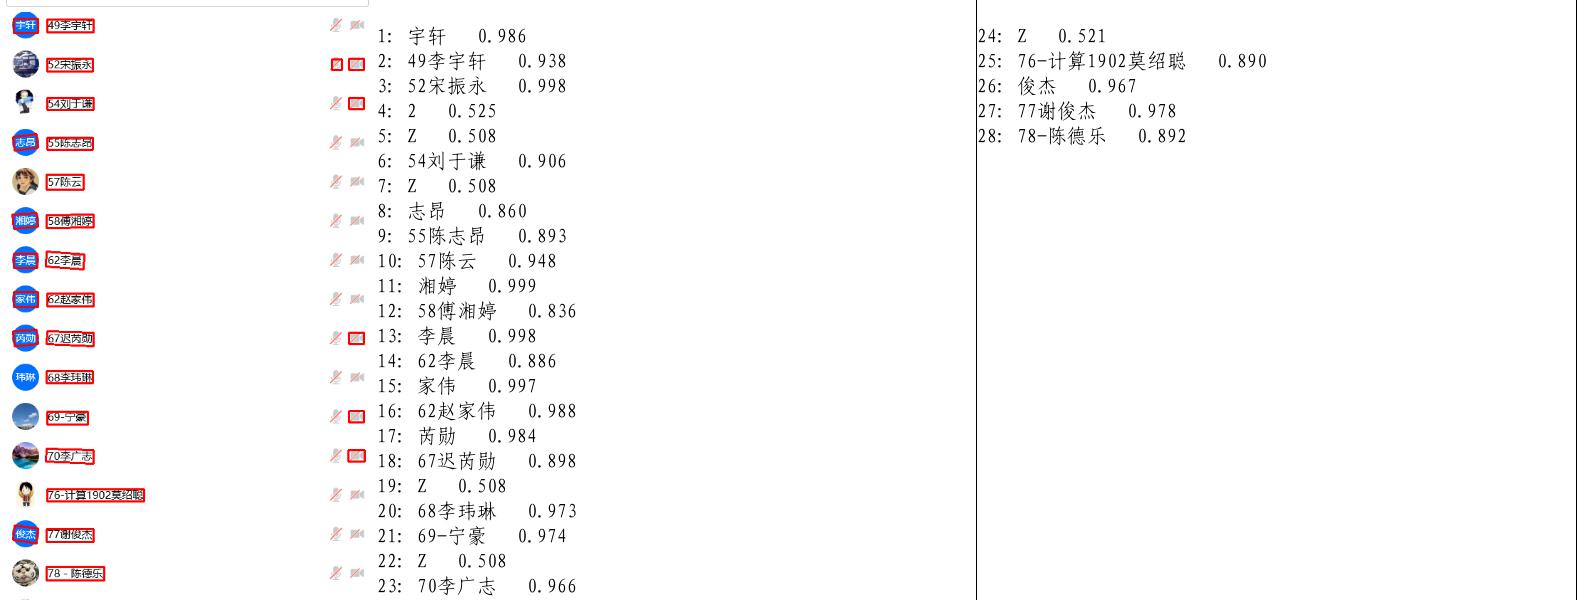 宇轩 49李宇轩
52宋振永
54刘于谦
志昂 55陈志昂
57陈云
湘婷 58傅湘婷
李晨 62李晨
家伟 62赵家伟
芮勋 67迟芮勋
玮琳 68李玮琳
69-宁豪
70李广志
76-计算1902莫绍聪
俊杰 77谢俊杰
78 - 陈德乐
1: 宇轩 0.986
2: 49李宇轩 0.938
3: 52宋振永 0.998
4: 2 0.525
5: Z 0.508
6: 54刘于谦 0.906
7: Z 0.508
8: 志昂 0.860
9: 55陈志昂 0.893
10: 57陈云 0.948
11: 湘婷 0.999
12: 58傅湘婷 0.836
13: 李晨 0.998
14: 62李晨 0.886
15: 家伟 0.997
16: 62赵家伟 0.988
17: 芮勋 0.984
18: 67迟芮勋 0.898
19: Z 0.508
20: 68李玮琳 0.973
21: 69-宁豪 0.974
22: Z 0.508
23: 70李广志 0.966
24: Z 0.521
25: 76-计算1902莫绍聪 0.890
26: 俊杰 0.967
27: 77谢俊杰 0.978
28: 78-陈德乐 0.892